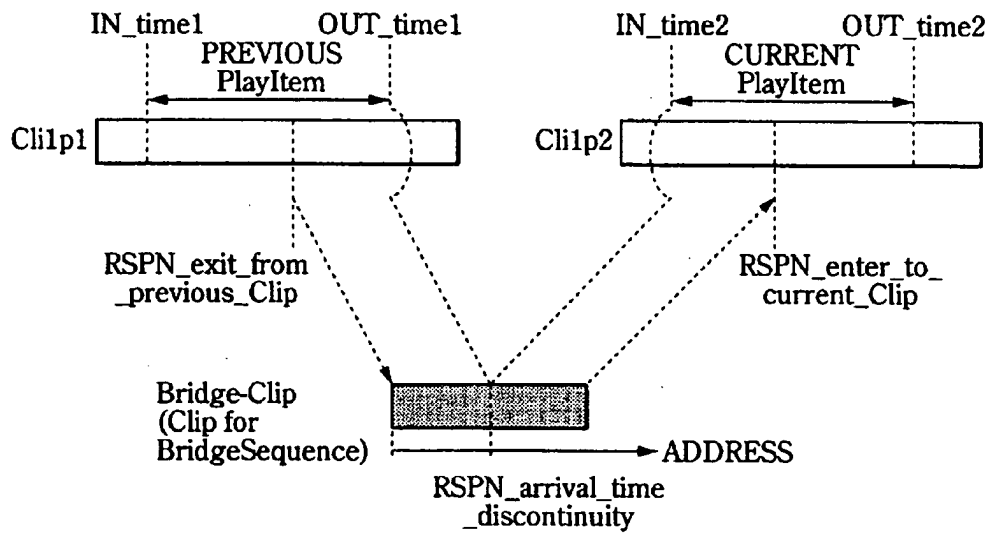 IN_time1 OUT_time1 IN_time2 OUT_time2
PREVIOUS
PlayItem
CURRENT
PlayItem
Cli1p1
Cli1p2
RSPN_exit_from
_previous_Clip
RSPN_enter_to_
current_Clip
Bridge-Clip
(Clip for
BridgeSequence)
ADDRESS
RSPN_arrival_time
_discontinuity